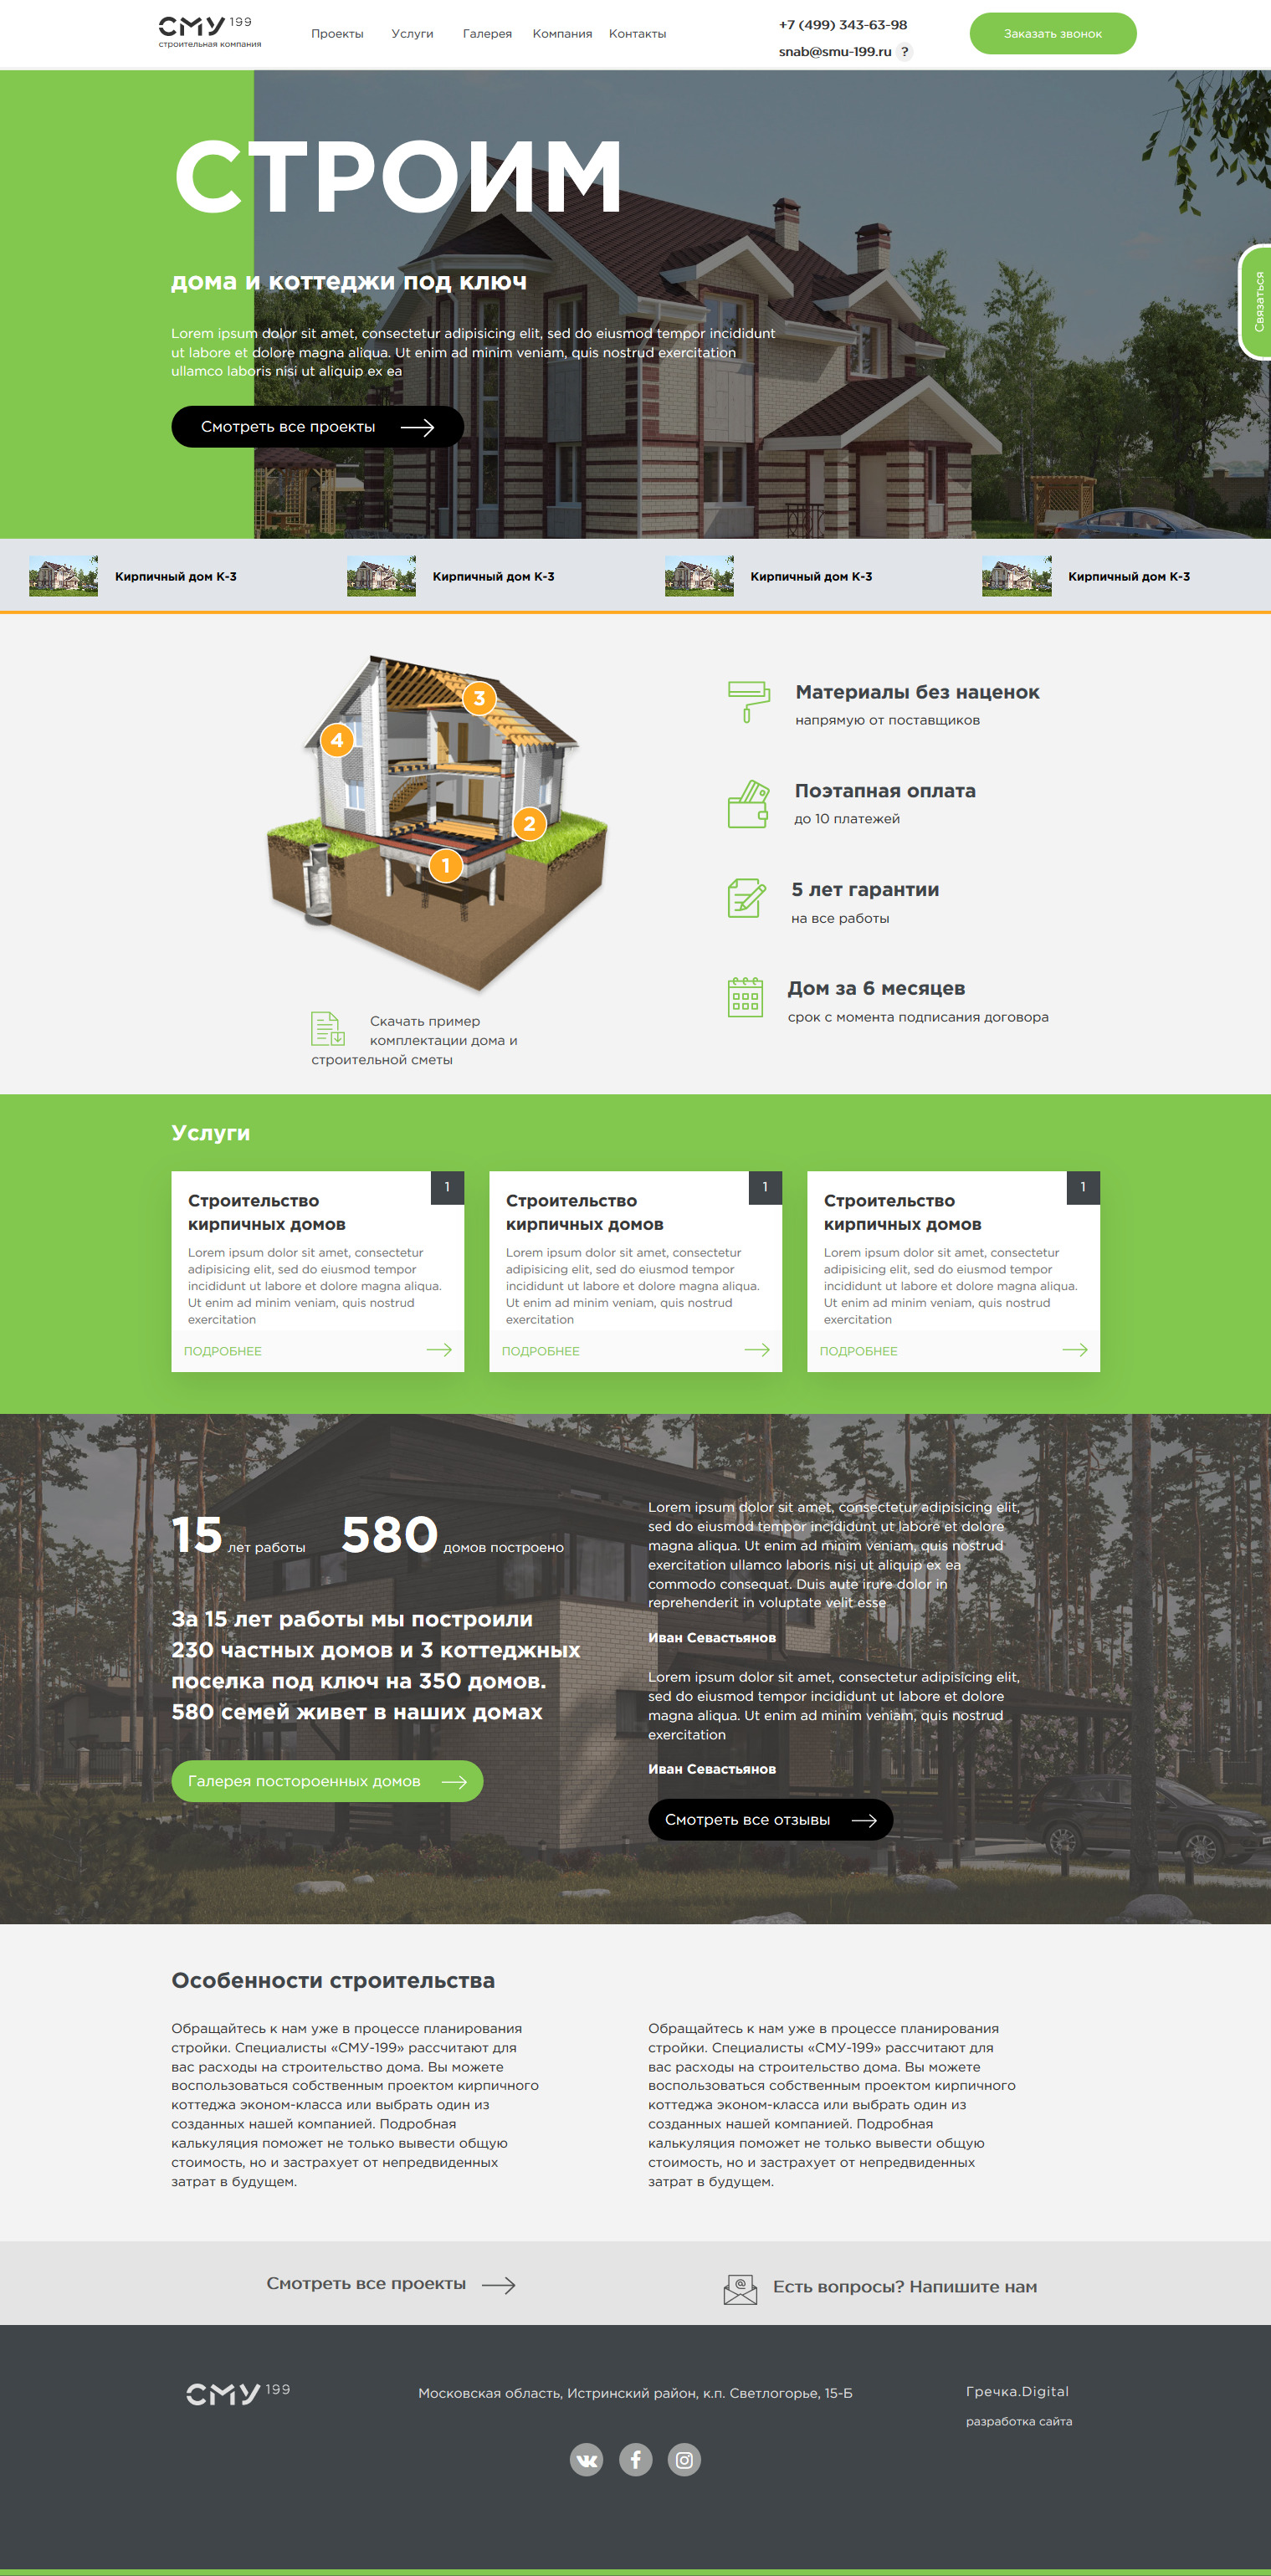 СМУ 199
строительная компания
Проекты Услуги Галерея Компания Контакты
+7 (499) 343-63-98
snab@smu-199.ru ?
Заказать звонок
СТРОИМ
дома и коттеджи под ключ
Lorem ipsum dolor sit amet, consectetur adipisicing elit, sed do eiusmod tempor incididunt
ut labore et dolore magna aliqua. Ut enim ad minim veniam, quis nostrud exercitation
ullamco laboris nisi ut aliquip ex ea
Смотреть все проекты
Связаться
Кирпичный дом К-3
Кирпичный дом К-3
Кирпичный дом К-3
Кирпичный дом К-3
3
4
2
1
Скачать пример
комплектации дома и
строительной сметы
Материалы без наценок
напрямую от поставщиков
Поэтапная оплата
до 10 платежей
5 лет гарантии
на все работы
Дом за 6 месяцев
срок с момента подписания договора
Услуги
1
Строительство
кирпичных домов
Lorem ipsum dolor sit amet, consectetur
adipisicing elit, sed do eiusmod tempor
incididunt ut labore et dolore magna aliqua.
Ut enim ad minim veniam, quis nostrud
exercitation
ПОДРОБНЕЕ
1
Строительство
кирпичных домов
Lorem ipsum dolor sit amet, consectetur
adipisicing elit, sed do eiusmod tempor
incididunt ut labore et dolore magna aliqua.
Ut enim ad minim veniam, quis nostrud
exercitation
ПОДРОБНЕЕ
1
Строительство
кирпичных домов
Lorem ipsum dolor sit amet, consectetur
adipisicing elit, sed do eiusmod tempor
incididunt ut labore et dolore magna aliqua.
Ut enim ad minim veniam, quis nostrud
exercitation
ПОДРОБНЕЕ
15 лет работы 580 домов построено
За 15 лет работы мы построили
230 частных домов и 3 коттеджных
поселка под ключ на 350 домов.
580 семей живет в наших домах
Галерея постороенных домов
Lorem ipsum dolor sit amet, consectetur adipisicing elit,
sed do eiusmod tempor incididunt ut labore et dolore
magna aliqua. Ut enim ad minim veniam, quis nostrud
exercitation ullamco laboris nisi ut aliquip ex ea
commodo consequat. Duis aute irure dolor in
reprehenderit in voluptate velit esse
Иван Севастьянов
Lorem ipsum dolor sit amet, consectetur adipisicing elit,
sed do eiusmod tempor incididunt ut labore et dolore
magna aliqua. Ut enim ad minim veniam, quis nostrud
exercitation
Иван Севастьянов
Смотреть все отзывы
Особенности строительства
Обращайтесь к нам уже в процессе планирования
стройки. Специалисты «СМУ-199» рассчитают для
вас расходы на строительство дома. Вы можете
воспользоваться собственным проектом кирпичного
коттеджа эконом-класса или выбрать один из
созданных нашей компанией. Подробная
калькуляция поможет не только вывести общую
стоимость, но и застрахует от непредвиденных
затрат в будущем.
Обращайтесь к нам уже в процессе планирования
стройки. Специалисты «СМУ-199» рассчитают для
вас расходы на строительство дома. Вы можете
воспользоваться собственным проектом кирпичного
коттеджа эконом-класса или выбрать один из
созданных нашей компанией. Подробная
калькуляция поможет не только вывести общую
стоимость, но и застрахует от непредвиденных
затрат в будущем.
Смотреть все проекты
Есть вопросы? Напишите нам
СМУ 199
Московская область, Истринский район, к.п. Светлогорье, 15-Б
Гречка.Digital
разработка сайта